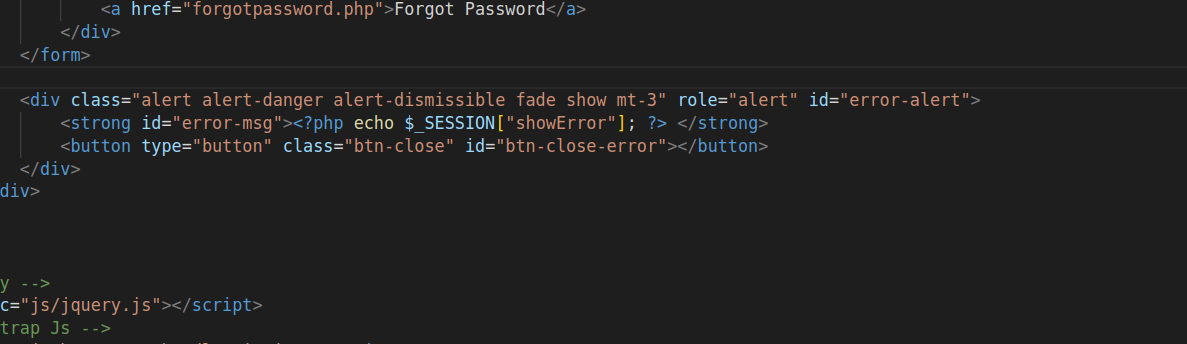 <a href="forgotpassword.php">Forgot Password</a>
</div>
</form>
<div class="alert alert-danger alert-dismissible fade show mt-3" role="alert" id="error-alert">
<strong id="error-msg"><?php echo $_SESSION["showError"]; ?> </strong>
<button type="button" class="btn-close" id="btn-close-error"></button>
</div>
div>
y -->
c="js/jquery.js"></script>
trap Js -->